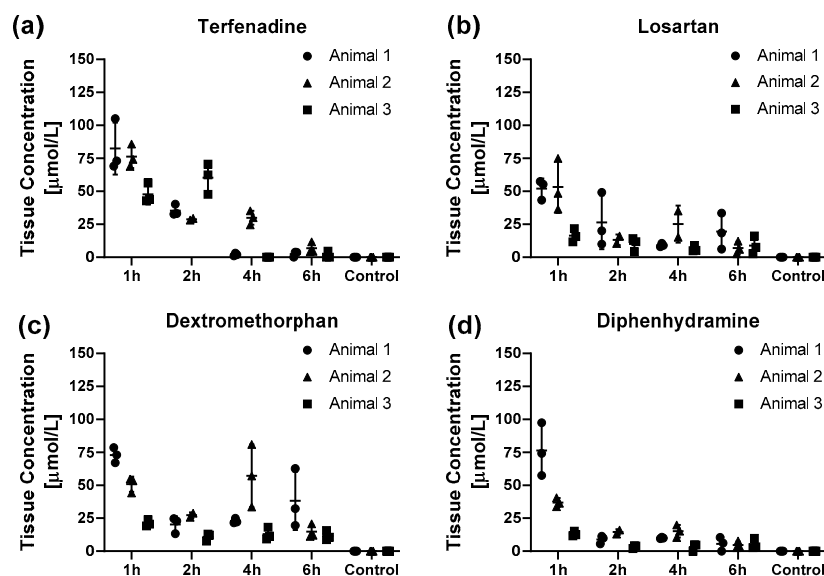 (a)
Terfenadine
Tissue Concentration
[µmol/L]
150
125
100
75
50
25
0
Animal 1
Animal 2
Animal 3
1h 2h 4h 6h Control
(b)
Losartan
Tissue Concentration
[µmol/L]
150
125
100
75
50
25
0
Animal 1
Animal 2
Animal 3
1h 2h 4h 6h Control
(c)
Dextromethorphan
Tissue Concentration
[µmol/L]
150
125
100
75
50
25
0
Animal 1
Animal 2
Animal 3
1h 2h 4h 6h Control
(d)
Diphenhydramine
Tissue Concentration
[µmol/L]
150
125
100
75
50
25
0
Animal 1
Animal 2
Animal 3
1h 2h 4h 6h Control